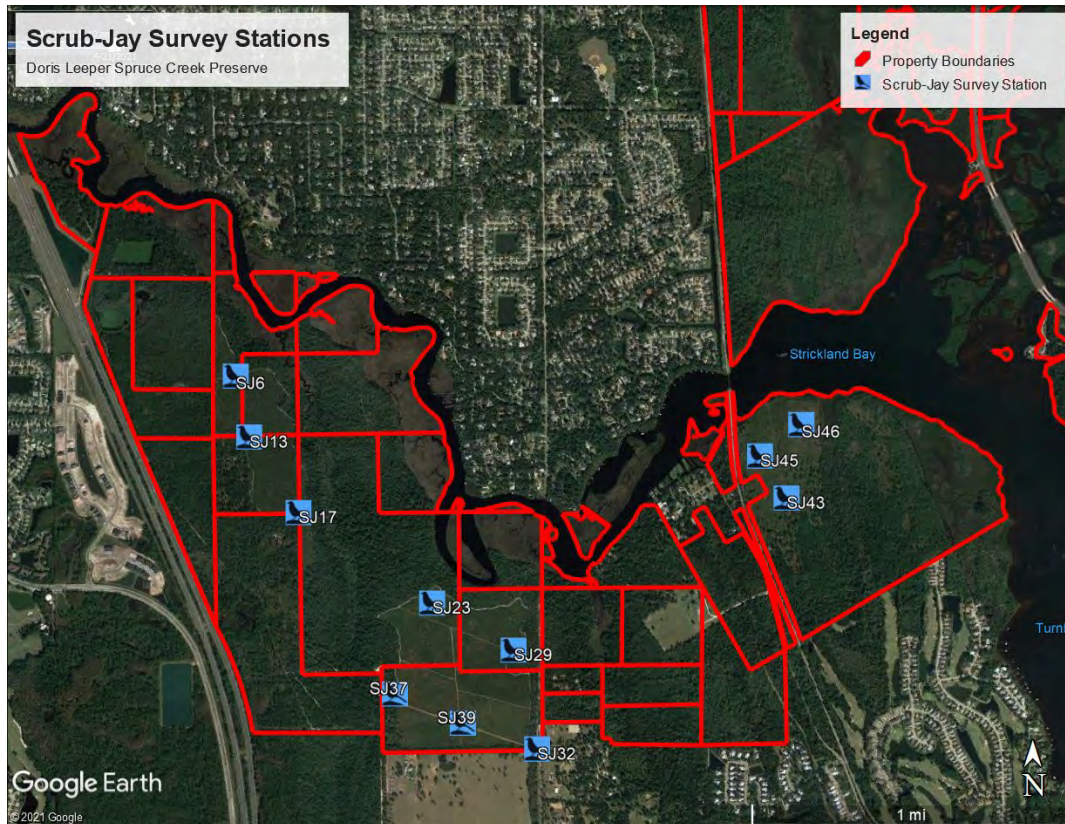 Scrub-Jay Survey Stations
Doris Leeper Spruce Creek Preserve
Legend
Property Boundaries
Scrub-Jay Survey Station
Strickland Bay
SJ6
SJ46
SJ13
SJ45
SJ43
SJ17
SJ23
Turn
SJ29
SJ37
SJ39
SJ32
N
Google Earth
© 2021 Google
1 mi